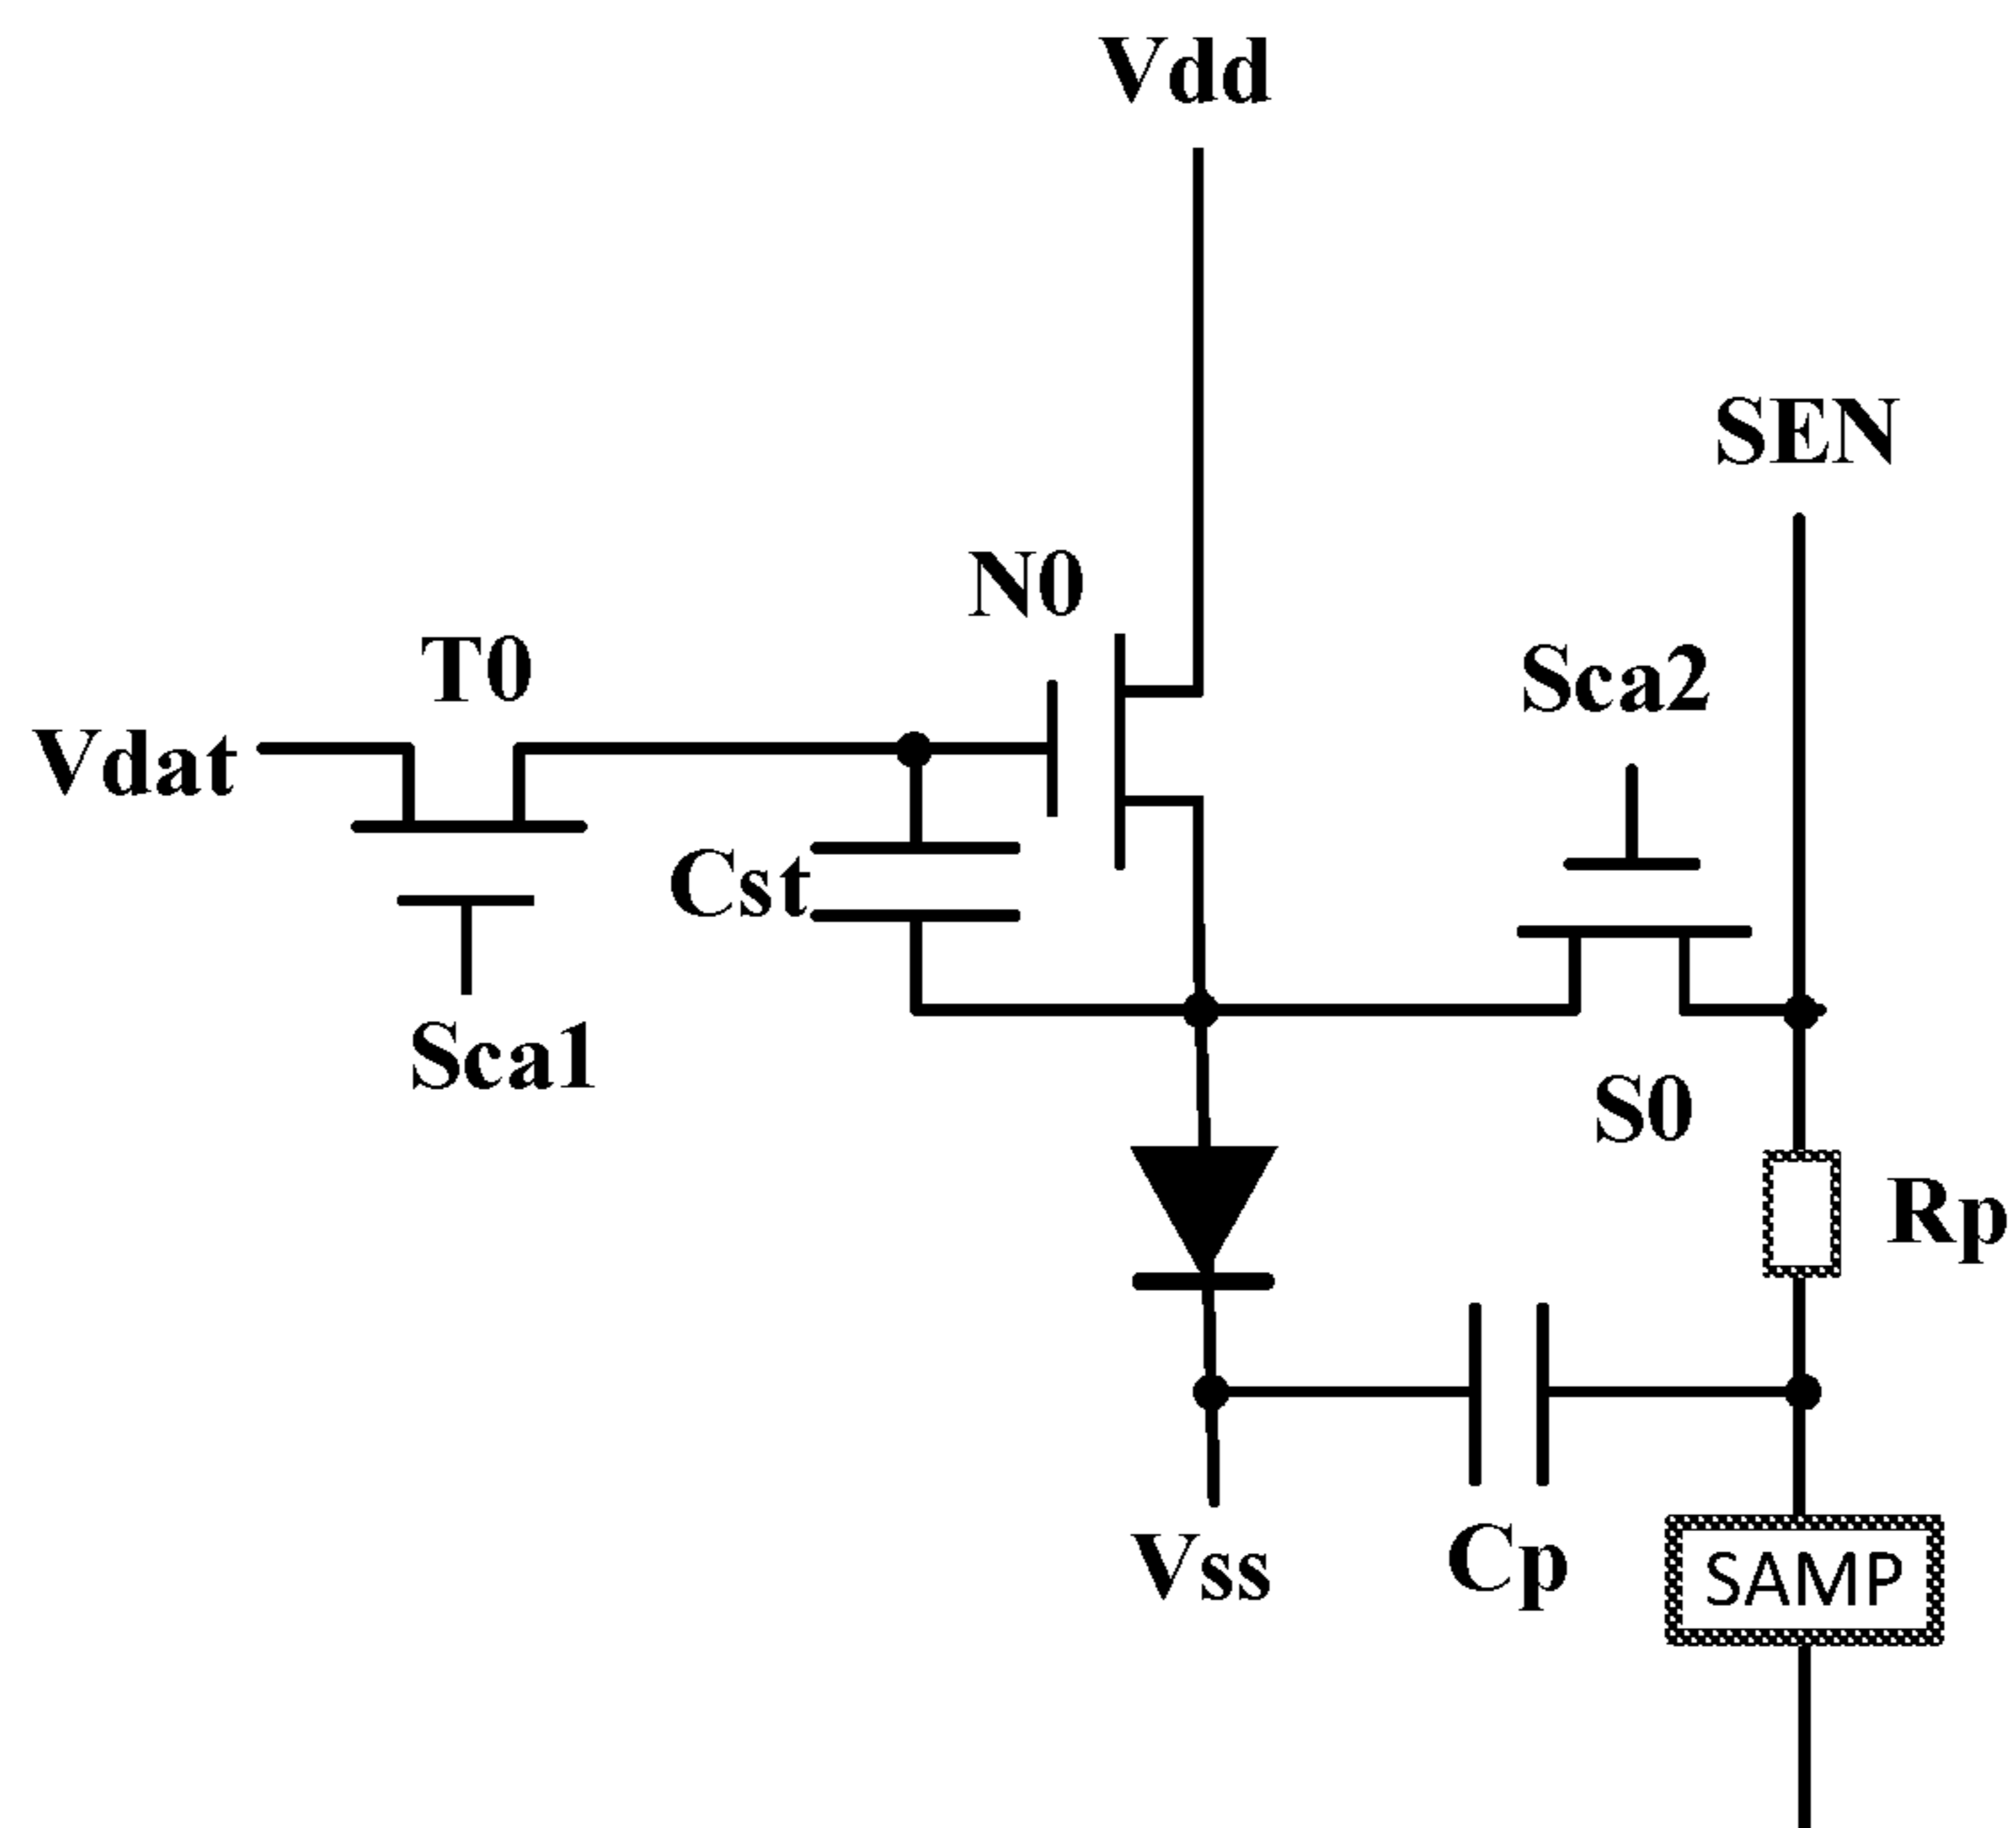 Vdd
SEN
N0
T0
Sca2
Vdat
Cst
Sca1
S0
Rp
Vss
Cp
SAMP